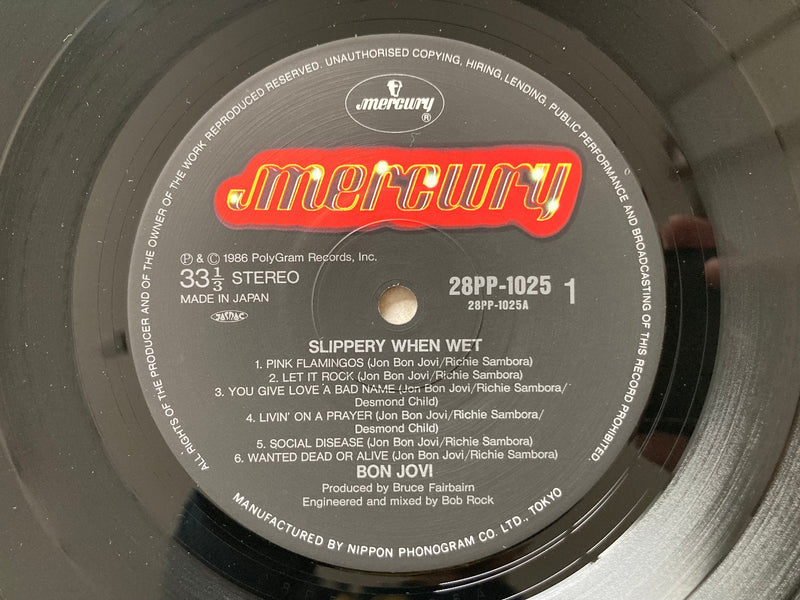 ALL RIGHTS OF THE PRODUCER AND OF THE OWNER OF THE WORK REPRODUCED RESERVED. UNAUTHORISED COPYING, HIRING, LENDING, PUBLIC PERFORMANCE AND BROADCASTING OF THIS RECORD PROHIBITED.
mercury®
mercury
Ⓟ & © 1986 PolyGram Records, Inc.
33 1/3 STEREO
MADE IN JAPAN
JASRAC
28PP-1025 1
28PP-1025A
SLIPPERY WHEN WET
1. PINK FLAMINGOS (Jon Bon Jovi/Richie Sambora)
2. LET IT ROCK (Jon Bon Jovi/Richie Sambora)
3. YOU GIVE LOVE A BAD NAME (Jon Bon Jovi/Richie Sambora/
Desmond Child)
4. LIVIN' ON A PRAYER (Jon Bon Jovi/Richie Sambora/
Desmond Child)
5. SOCIAL DISEASE (Jon Bon Jovi/Richie Sambora)
6. WANTED DEAD OR ALIVE (Jon Bon Jovi/Richie Sambora)
BON JOVI
Produced by Bruce Fairbairn
Engineered and mixed by Bob Rock
MANUFACTURED BY NIPPON PHONOGRAM CO. LTD., TOKYO